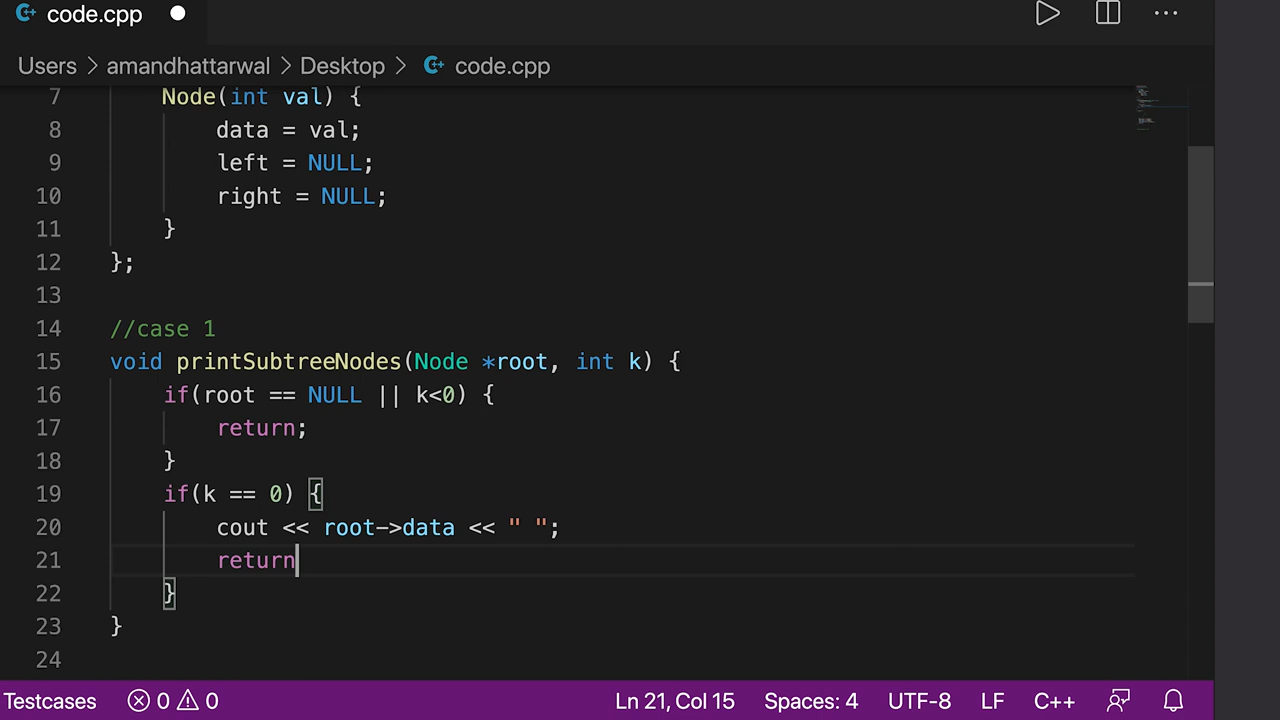 code.cpp
Users > amandhattarwal > Desktop > code.cpp
7 Node(int val) {
8 data = val;
9 left = NULL;
10 right = NULL;
11 }
12 };
13
14 //case 1
15 void printSubtreeNodes(Node *root, int k) {
16 if(root == NULL || k<0) {
17 return;
18 }
19 if(k == 0) {
20 cout << root->data << " ";
21 return
22 }
23 }
24
Testcases 0 0 Ln 21, Col 15 Spaces: 4 UTF-8 LF C++